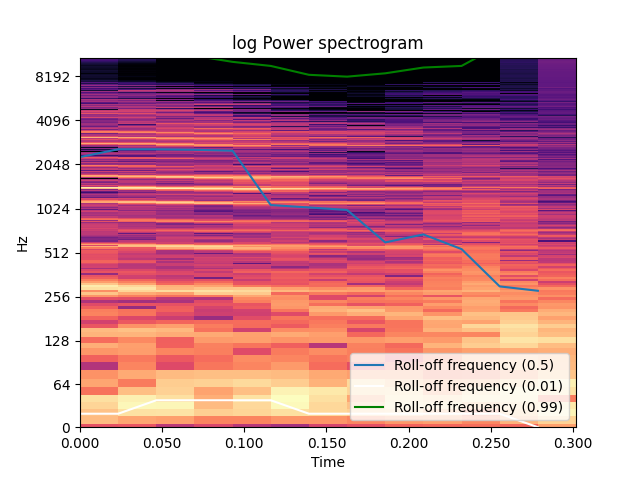 log Power spectrogram
8192
4096
2048
1024
512
256
128
64
0
Hz
Roll-off frequency (0.5)
Roll-off frequency (0.01)
Roll-off frequency (0.99)
0.000 0.050 0.100 0.150 0.200 0.250 0.300
Time